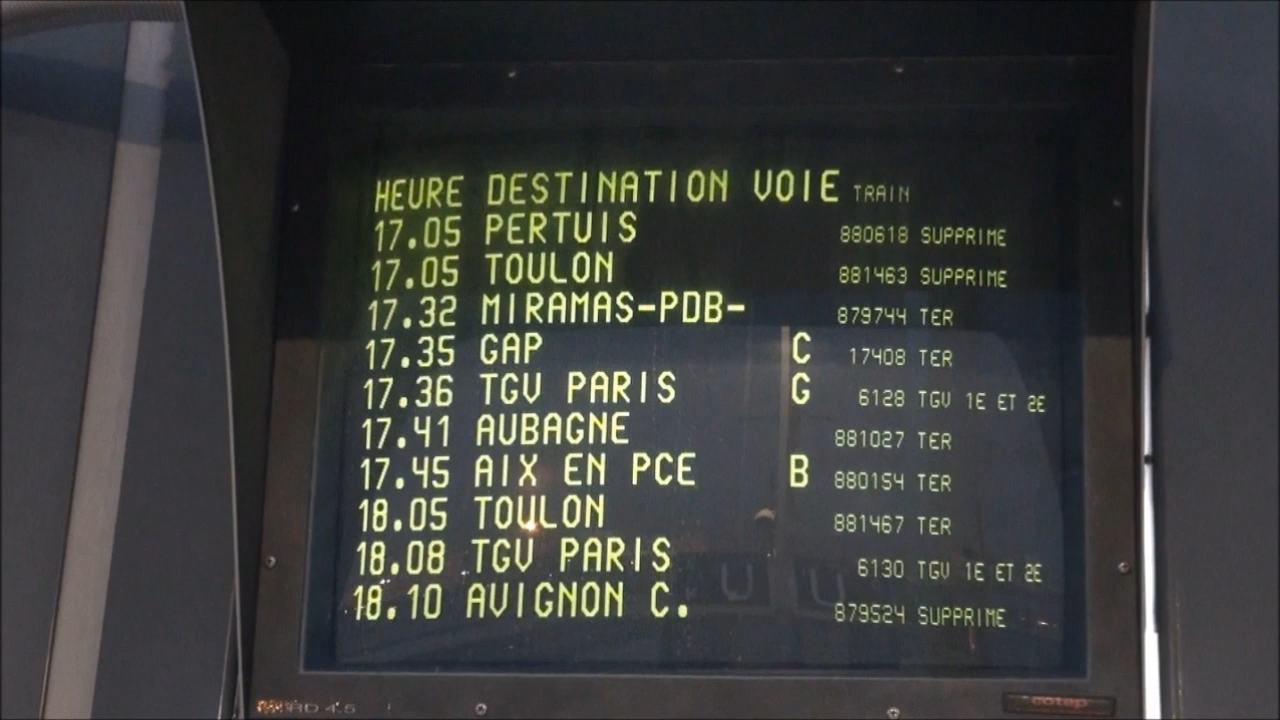 HEURE DESTINATION VOIE TRAIN
17.05 PERTUIS 880618 SUPPRIME
17.05 TOULON 881463 SUPPRIME
17.32 MIRAMAS-PDB- 879744 TER
17.35 GAP C 17408 TER
17.36 TGV PARIS G 6128 TGV 1E ET 2E
17.41 AUBAGNE 881027 TER
17.45 AIX EN PCE B 880154 TER
18.05 TOULON 881467 TER
18.08 TGV PARIS 6130 TGV 1E ET 2E
18.10 AVIGNON C. 879524 SUPPRIME
cotep